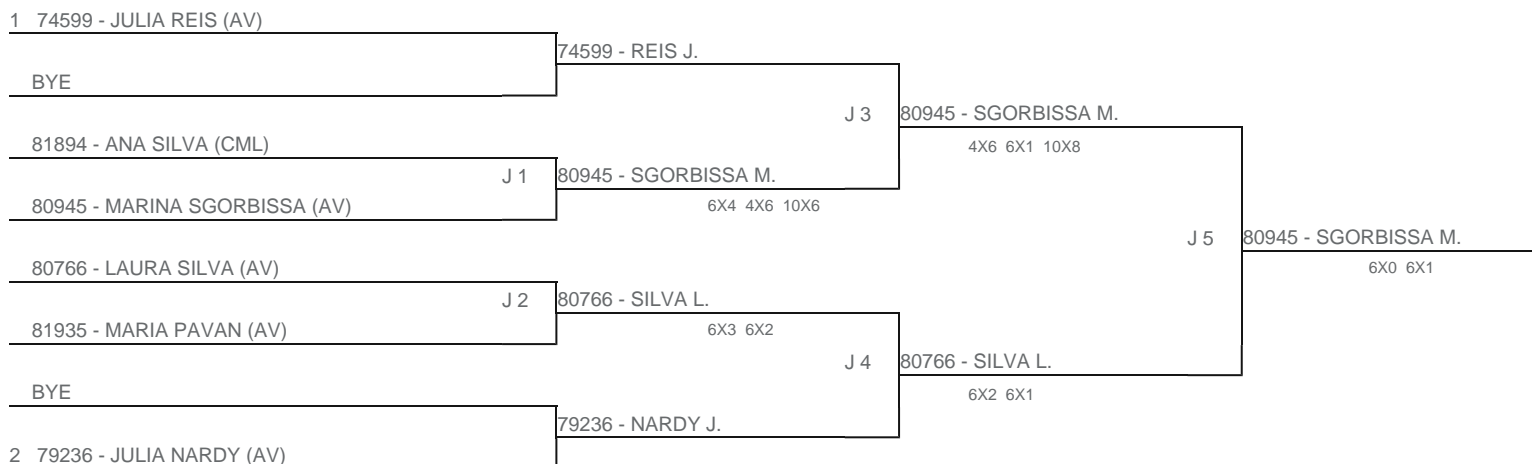 1 74599 - JULIA REIS (AV)
74599 - REIS J.
BYE
J 3 80945 - SGORBISSA M.
81894 - ANA SILVA (CML)
4X6 6X1 10X8
J 1 80945 - SGORBISSA M.
80945 - MARINA SGORBISSA (AV)
6X4 4X6 10X6
J 5 80945 - SGORBISSA M.
80766 - LAURA SILVA (AV)
6X0 6X1
J 2 80766 - SILVA L.
81935 - MARIA PAVAN (AV)
6X3 6X2
J 4 80766 - SILVA L.
BYE
6X2 6X1
79236 - NARDY J.
2 79236 - JULIA NARDY (AV)